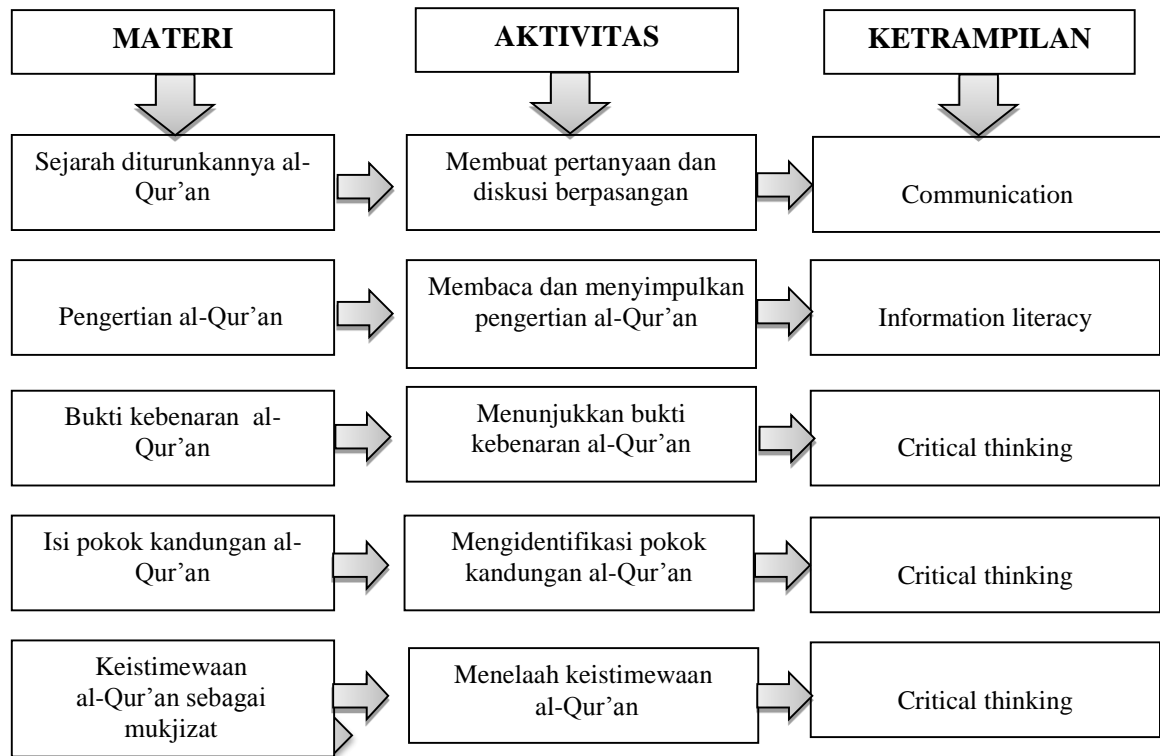 MATERI
AKTIVITAS
KETRAMPILAN
Sejarah diturunkannya al-
Qur’an
Membuat pertanyaan dan
diskusi berpasangan
Communication
Pengertian al-Qur’an
Membaca dan menyimpulkan
pengertian al-Qur’an
Information literacy
Bukti kebenaran al-
Qur’an
Menunjukkan bukti
kebenaran al-Qur’an
Critical thinking
Isi pokok kandungan al-
Qur’an
Mengidentifikasi pokok
kandungan al-Qur’an
Critical thinking
Keistimewaan
al-Qur’an sebagai
mukjizat
Menelaah keistimewaan
al-Qur’an
Critical thinking